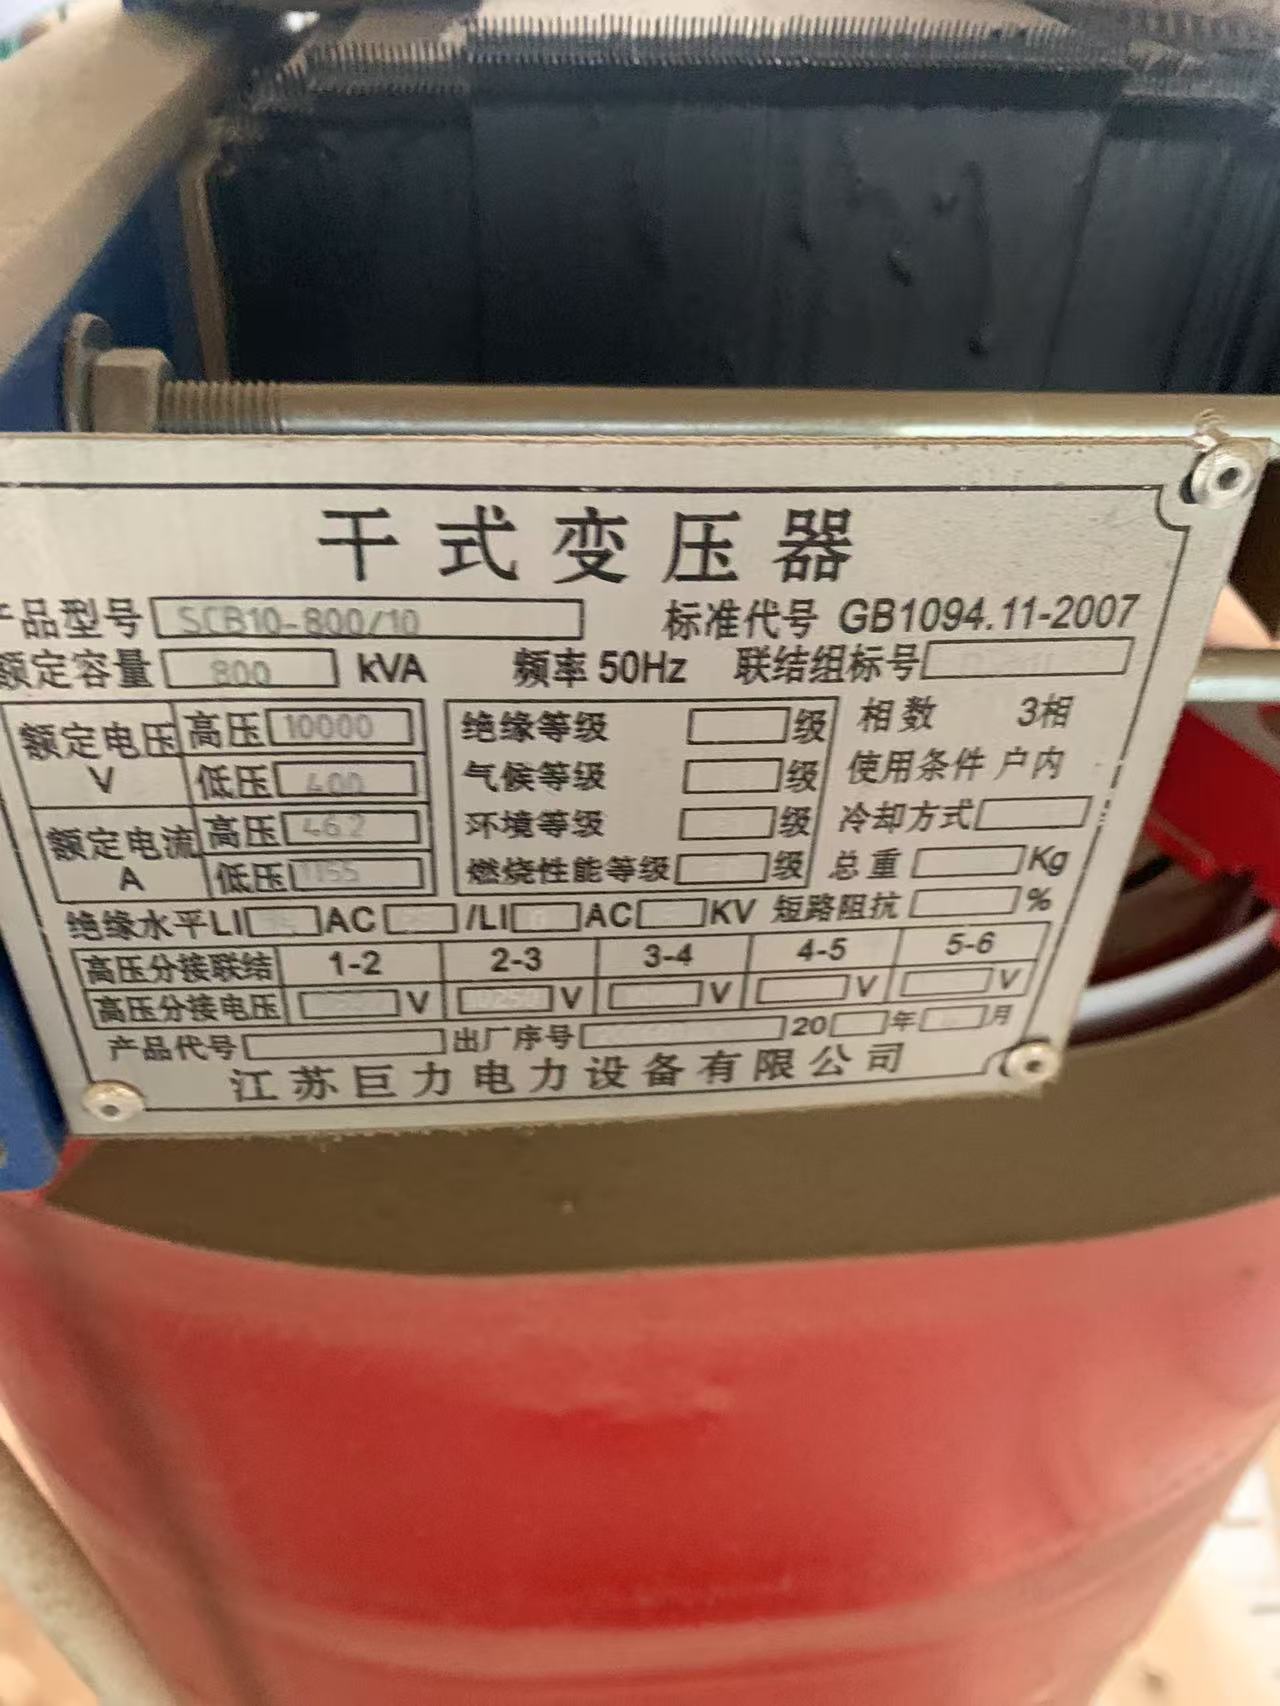 干式变压器
产品型号 SCB10-800/10 标准代号 GB1094.11-2007
额定容量 800 kVA 频率 50Hz 联结组标号
额定电压 V 高压 10000 绝缘等级 级 相数 3相
低压 400 气候等级 级 使用条件 户内
额定电流 A 高压 46.2 环境等级 级 冷却方式
低压 1155 燃烧性能等级 级 总重 Kg
绝缘水平LI AC /LI AC KV 短路阻抗 %
高压分接联结 1-2 2-3 3-4 4-5 5-6
高压分接电压 V 10250 V V V V
产品代号 出厂序号 20 年 月
江苏巨力电力设备有限公司